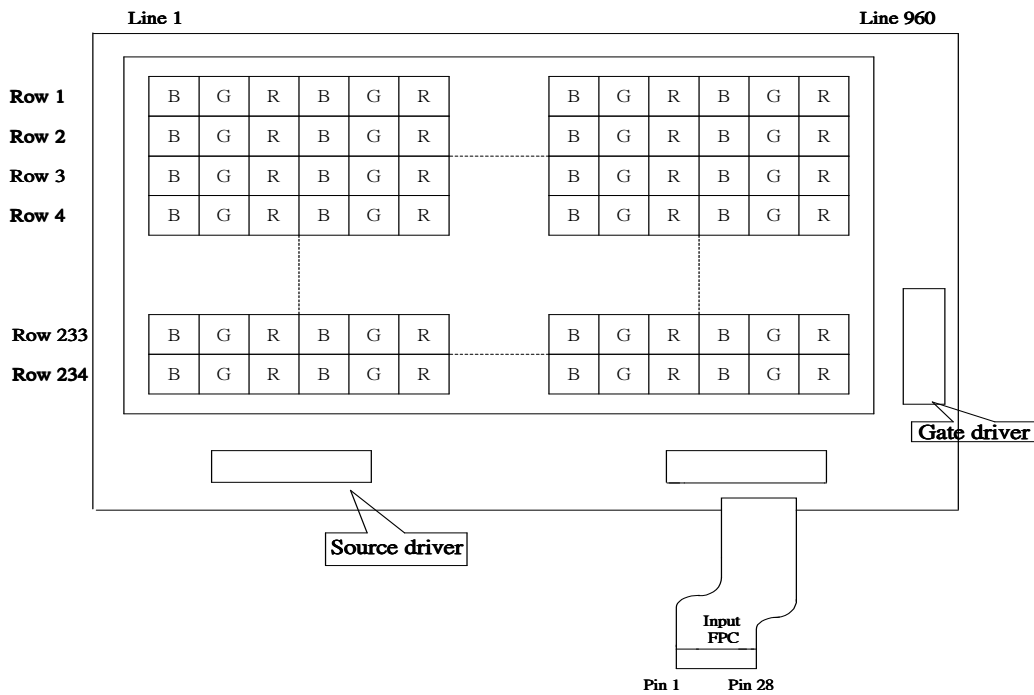 Line 1 Line 960
Row 1 B G R B G R B G R B G R
Row 2 B G R B G R B G R B G R
Row 3 B G R B G R B G R B G R
Row 4 B G R B G R B G R B G R
Row 233 B G R B G R B G R B G R
Row 234 B G R B G R B G R B G R
Gate driver
Source driver
Input
FPC
Pin 1 Pin 28